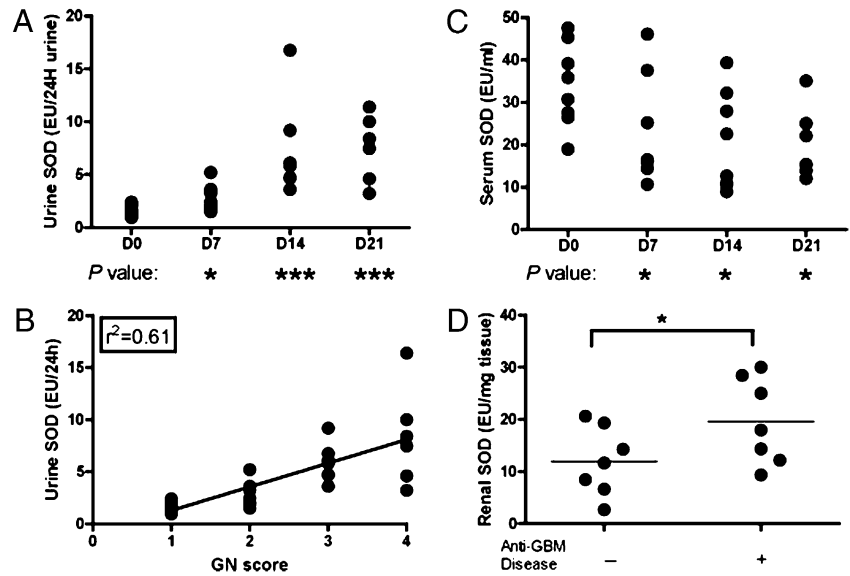 A
Urine SOD (EU/24H urine)
20
15
10
5
0
D0 D7 D14 D21
P value: * *** ***
C
Serum SOD (EU/ml)
50
40
30
20
10
0
D0 D7 D14 D21
P value: * * *
B
Urine SOD (EU/24h)
r²=0.61
20
15
10
5
0
0 1 2 3 4
GN score
D
Renal SOD (EU/mg tissue)
*
40
30
20
10
0
Anti-GBM
Disease − +